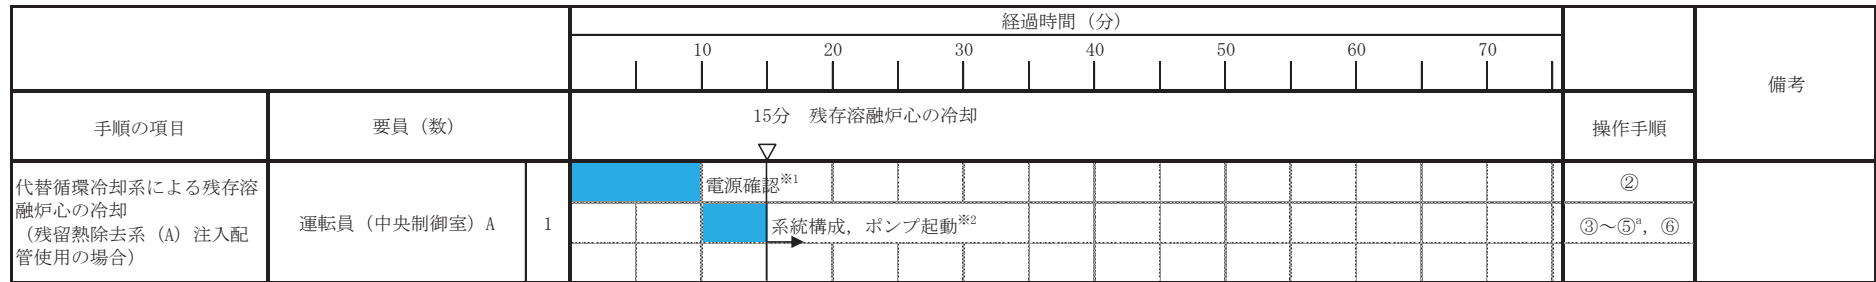 経過時間（分）
10 20 30 40 50 60 70
備考
手順の項目
要員（数）
15分 残存溶融炉心の冷却
操作手順
代替循環冷却系による残存溶
融炉心の冷却
（残留熱除去系（A）注入配
管使用の場合）
運転員（中央制御室）A
1
電源確認※1
②
系統構成，ポンプ起動※2
③～⑤a，⑥